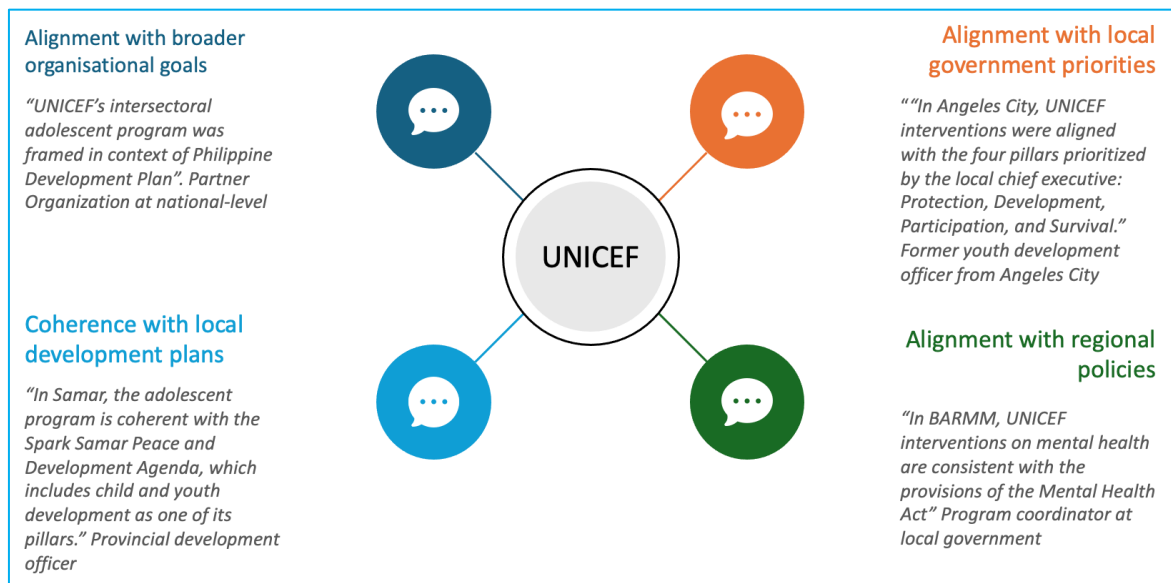 Alignment with broader
organisational goals
“UNICEF’s intersectoral
adolescent program was
framed in context of Philippine
Development Plan”. Partner
Organization at national-level
Alignment with local
government priorities
““In Angeles City, UNICEF
interventions were aligned
with the four pillars prioritized
by the local chief executive:
Protection, Development,
Participation, and Survival.”
Former youth development
officer from Angeles City
UNICEF
Coherence with local
development plans
“In Samar, the adolescent
program is coherent with the
Spark Samar Peace and
Development Agenda, which
includes child and youth
development as one of its
pillars.” Provincial development
officer
Alignment with regional
policies
“In BARMM, UNICEF
interventions on mental health
are consistent with the
provisions of the Mental Health
Act” Program coordinator at
local government